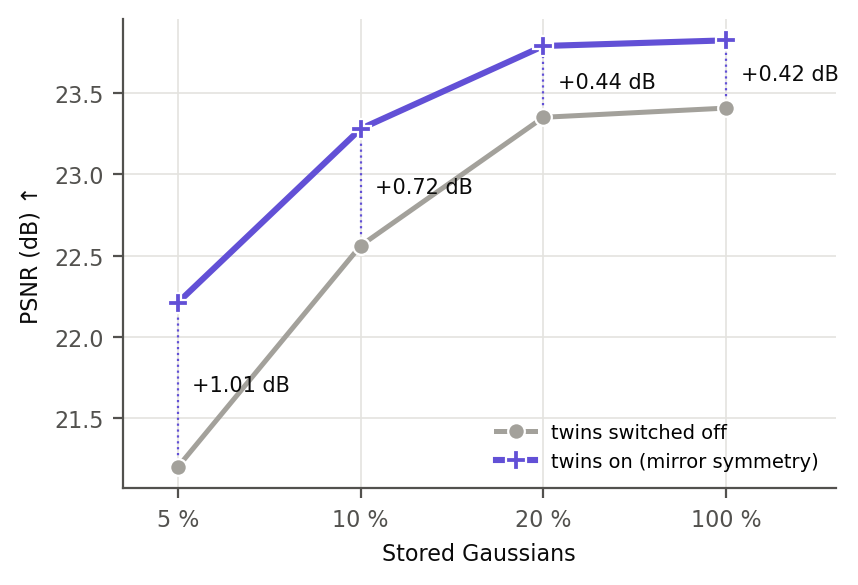 +0.44 dB
+0.42 dB
+0.72 dB
+1.01 dB
23.5
23.0
22.5
22.0
21.5
PSNR (dB) ↑
twins switched off
twins on (mirror symmetry)
5 %
10 %
20 %
100 %
Stored Gaussians